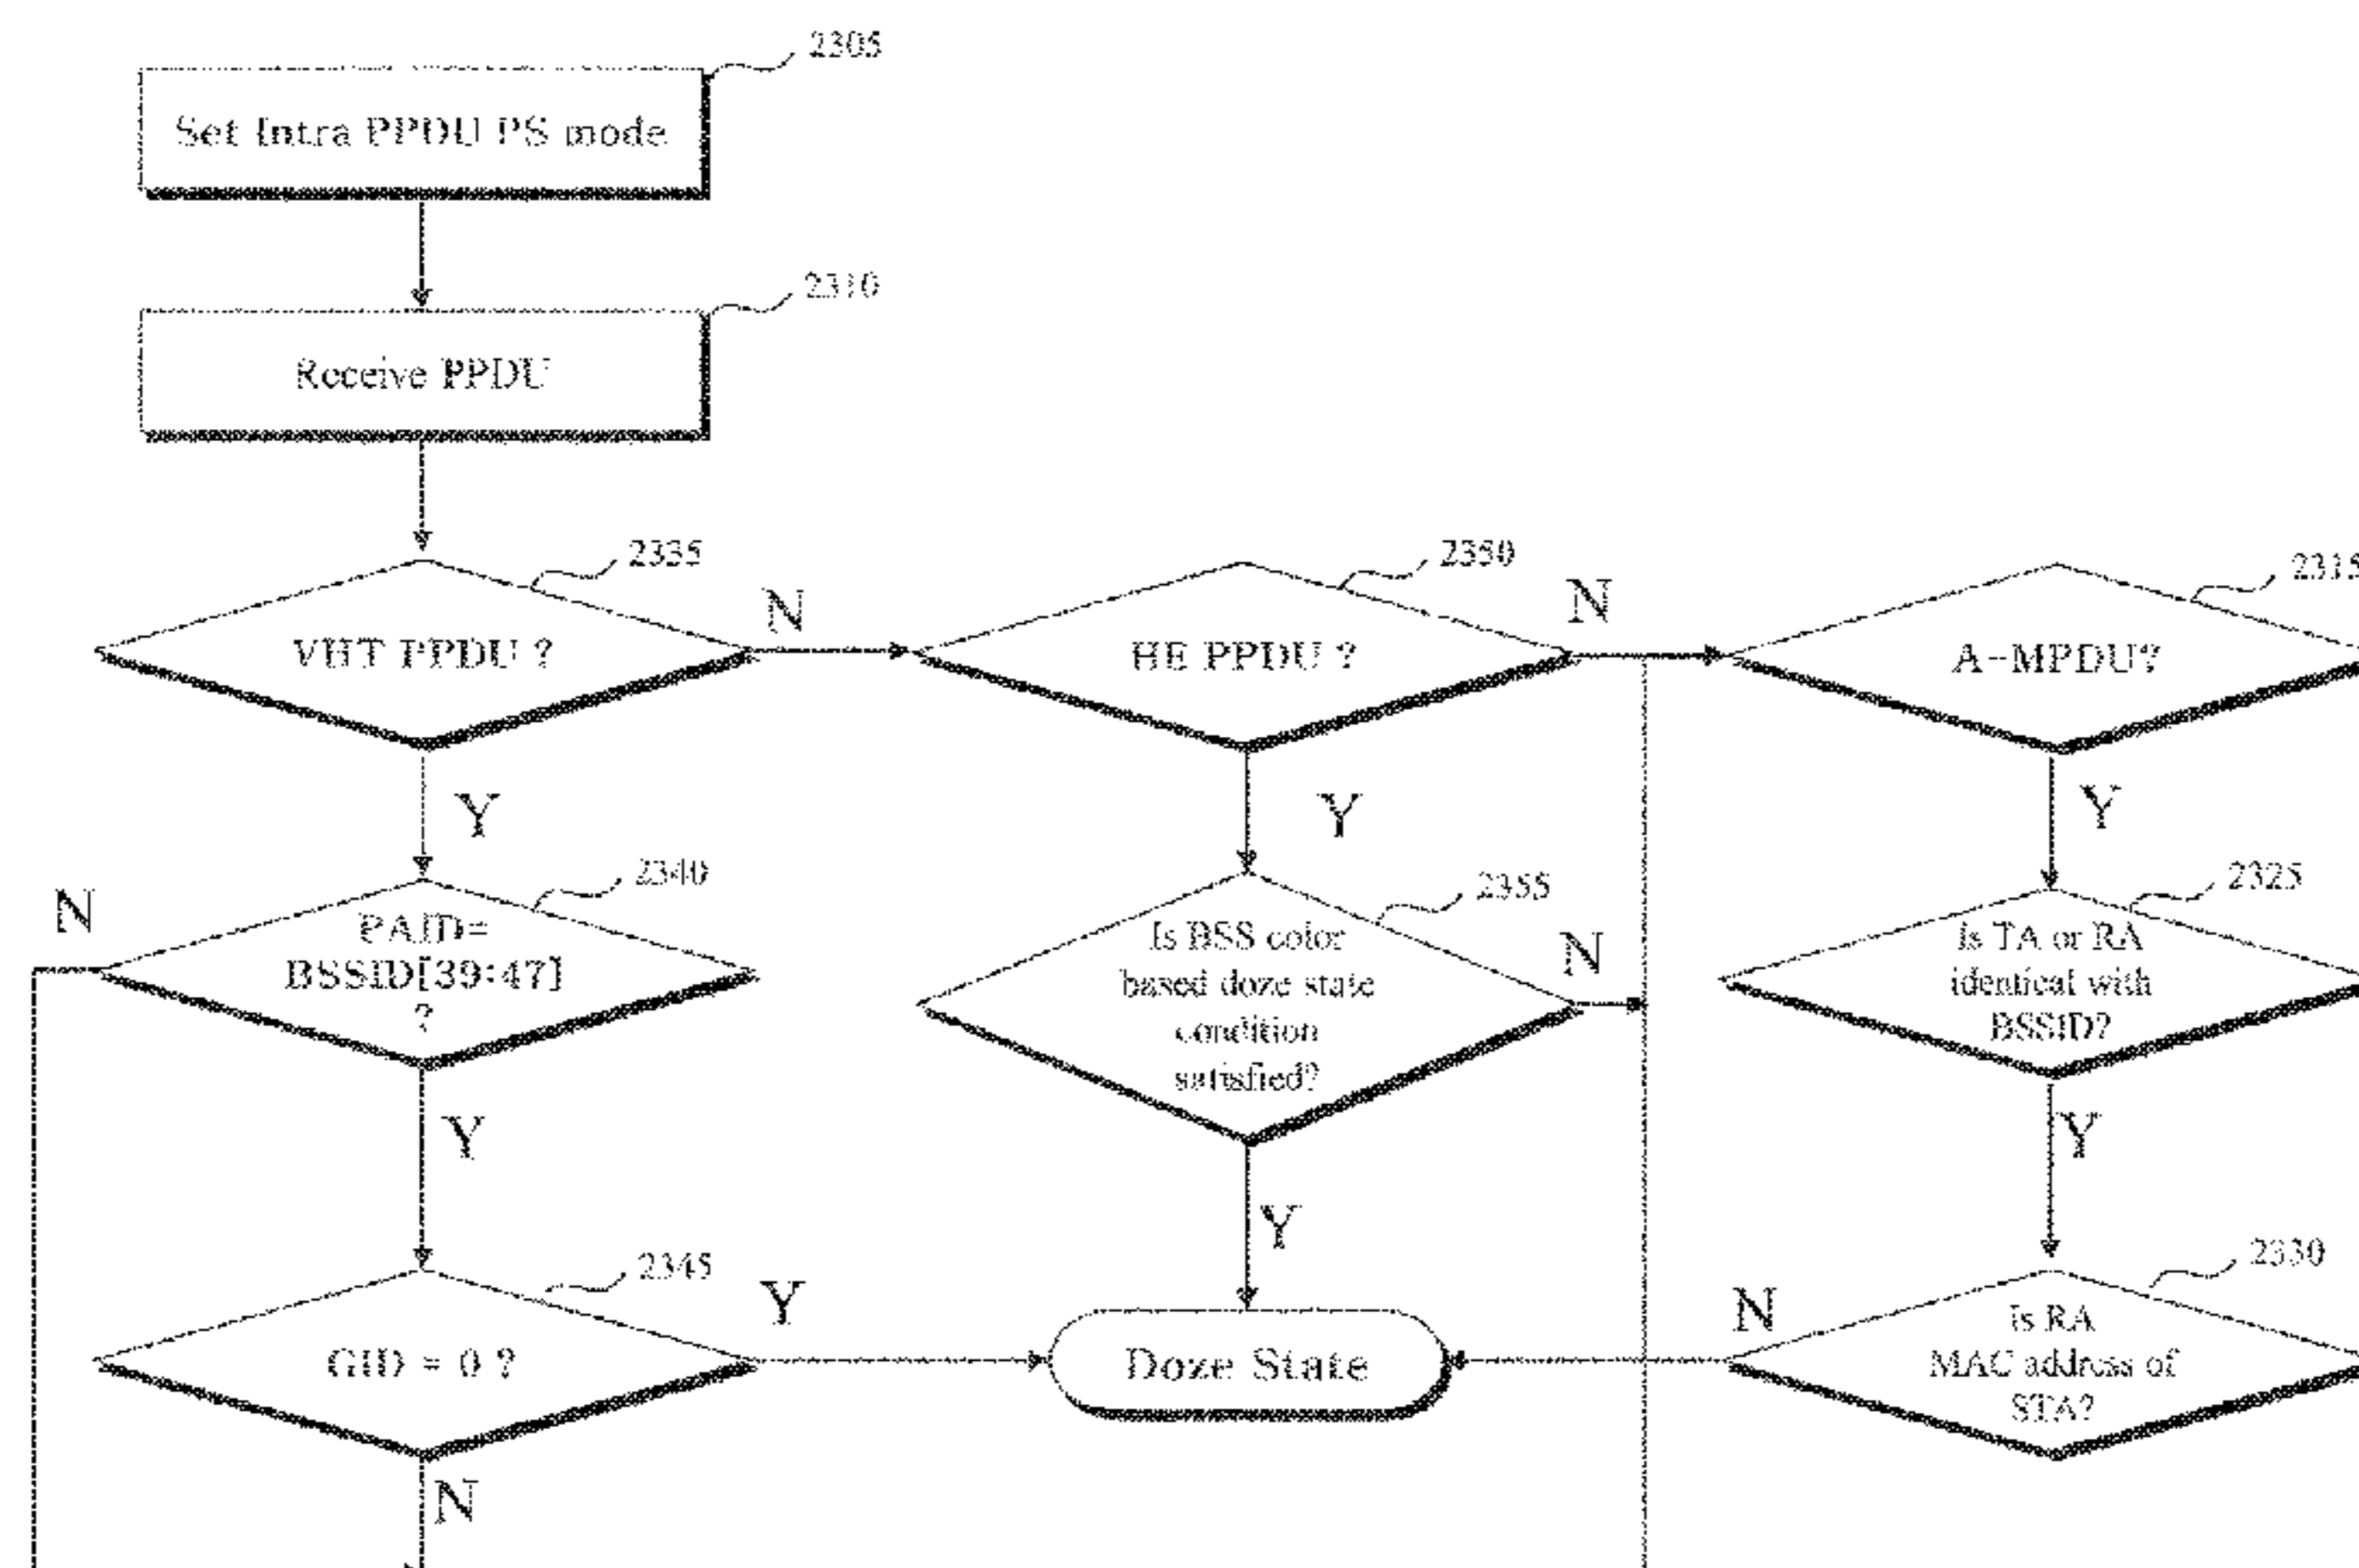 2305
Set Intra PPDU PS mode
2310
Receive PPDU
2335
VHT PPDU ?
N
2350
HE PPDU ?
N
2315
A-MPDU?
Y
Y
Y
N
2340
PAID=
BSSID[39:47]
?
2355
Is BSS color
based doze state
condition
satisfied?
N
2325
Is TA or RA
identical with
BSSID?
Y
Y
Y
2345
GID = 0 ?
Y
Doze State
N
2330
Is RA
MAC address of
STA?
N